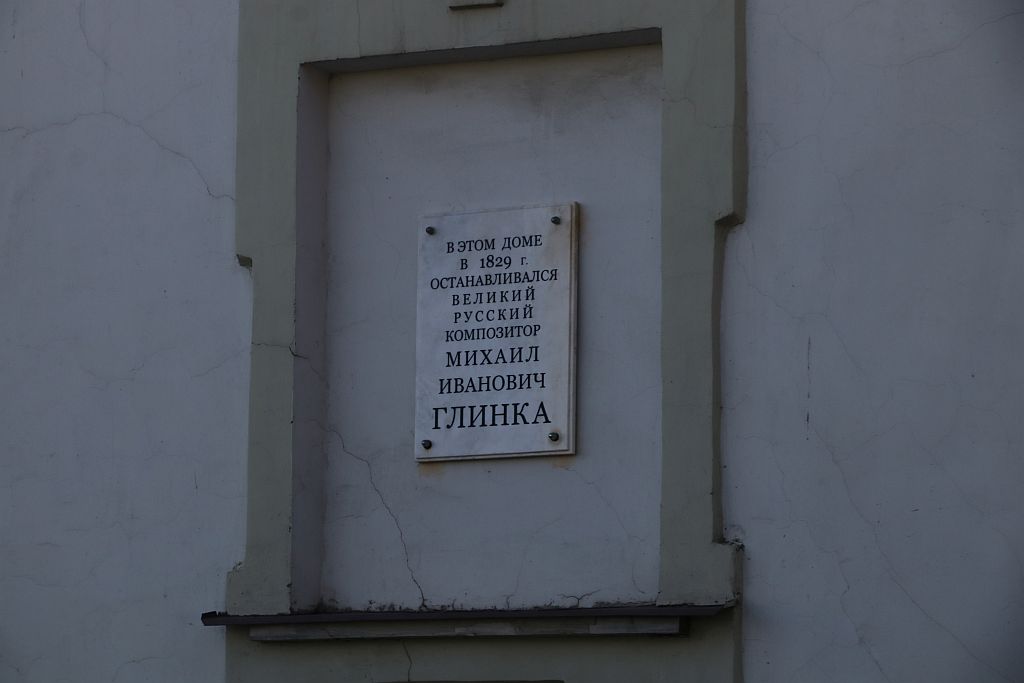 В ЭТОМ ДОМЕ
В 1829 г.
ОСТАНАВЛИВАЛСЯ
ВЕЛИКИЙ
РУССКИЙ
КОМПОЗИТОР
МИХАИЛ
ИВАНОВИЧ
ГЛИНКА